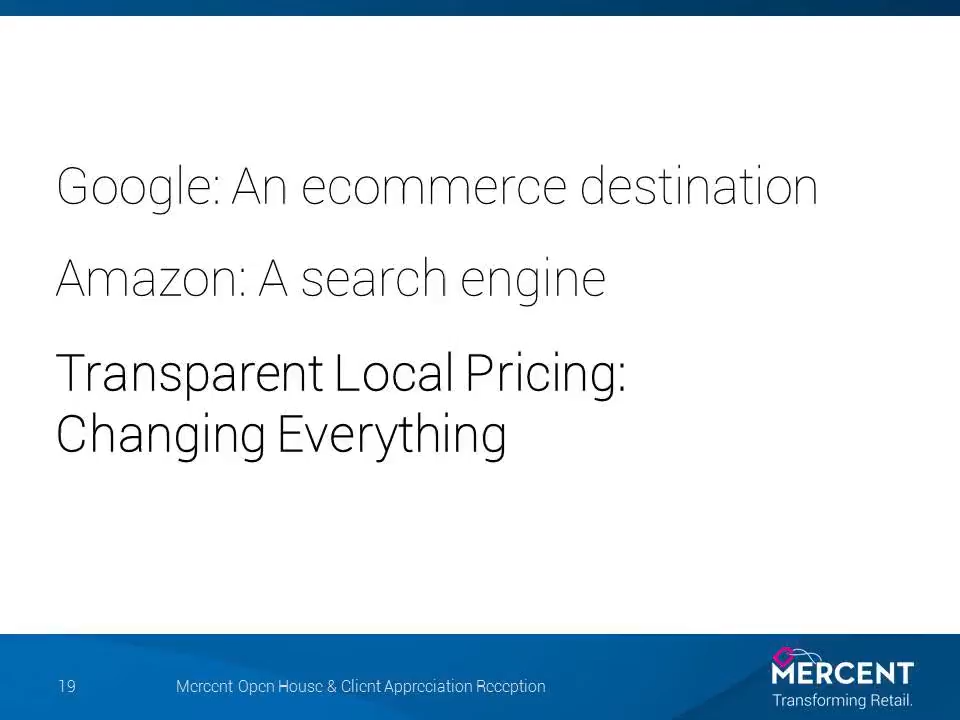 Google: An ecommerce destination
Amazon: A search engine
Transparent Local Pricing:
Changing Everything
19
Mercent Open House & Client Appreciation Reception
MERCENT
Transforming Retail.